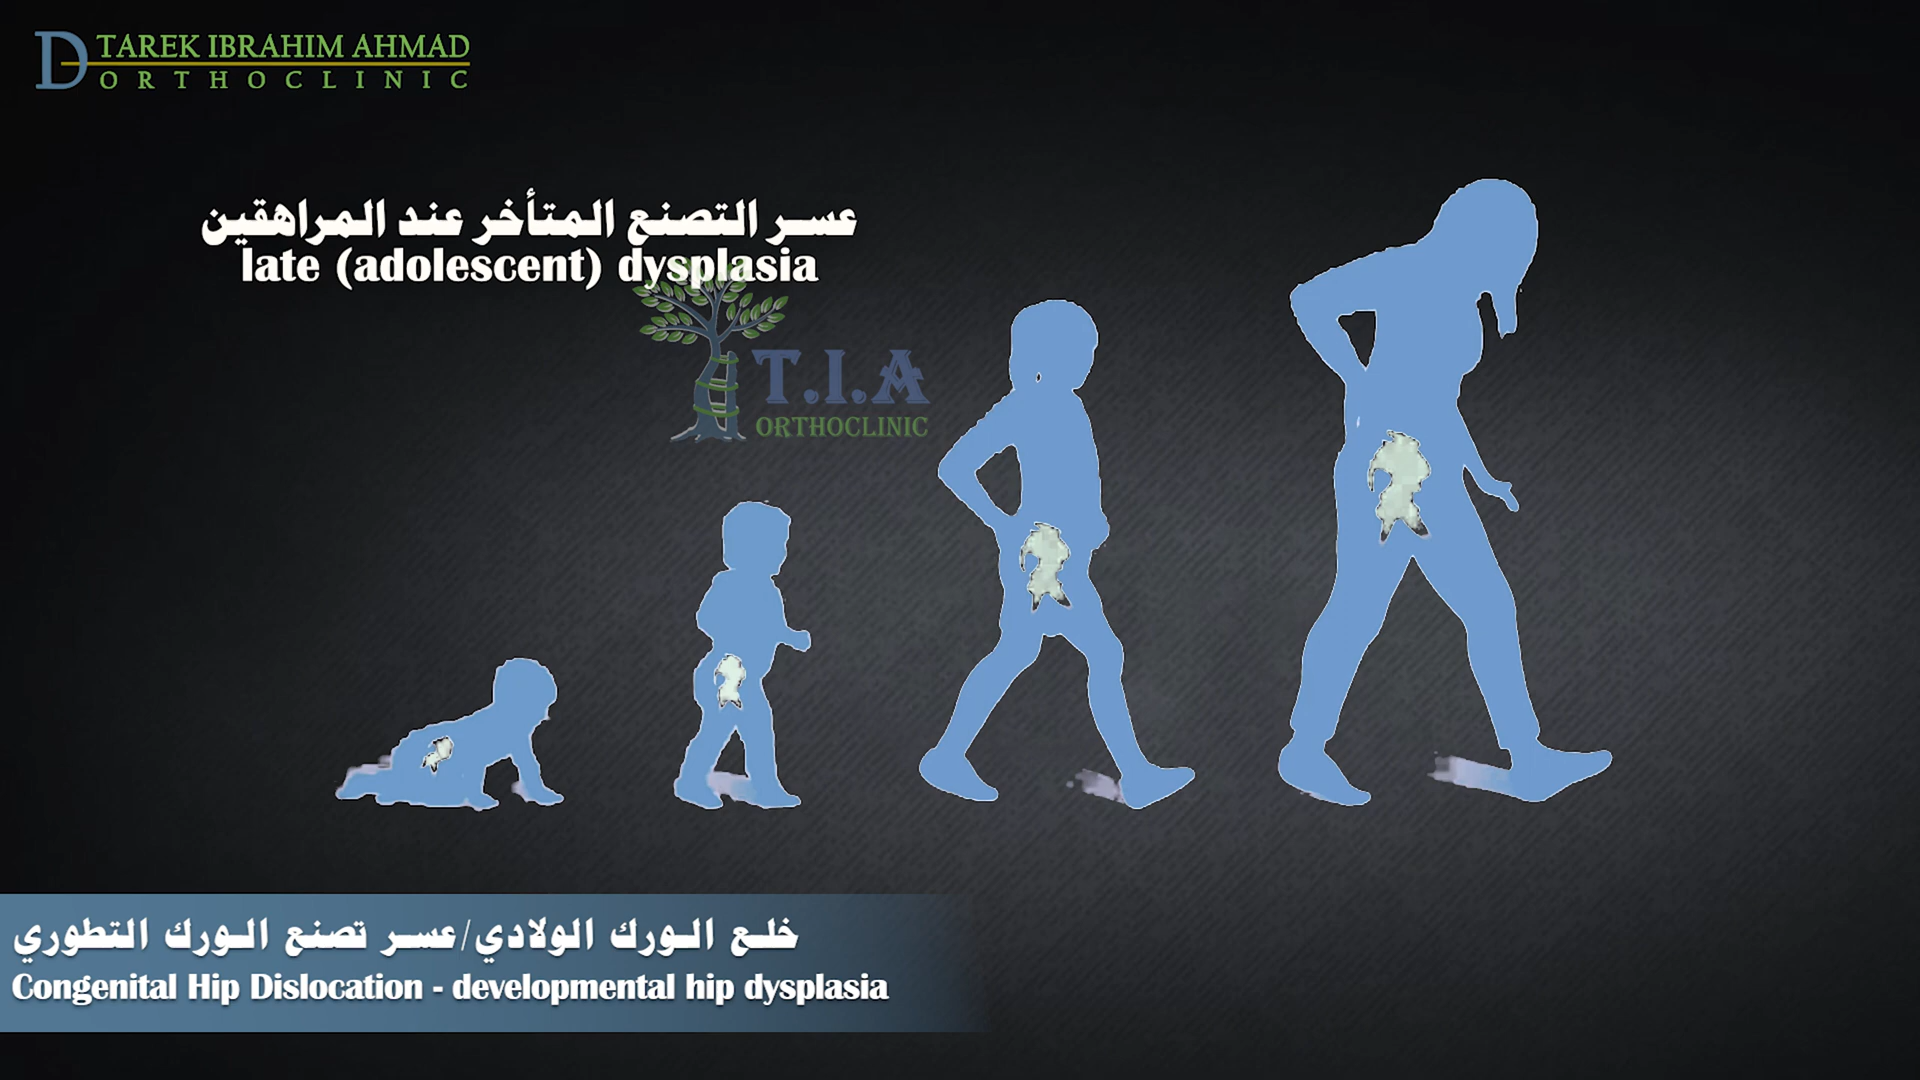 D TAREK IBRAHIM AHMAD
ORTHOCLINIC
عسر التصنع المتأخر عند المراهقين
late (adolescent) dysplasia
T.I.A
ORTHOCLINIC
خلع الورك الولادي/عسر تصنع الورك التطوري
Congenital Hip Dislocation - developmental hip dysplasia